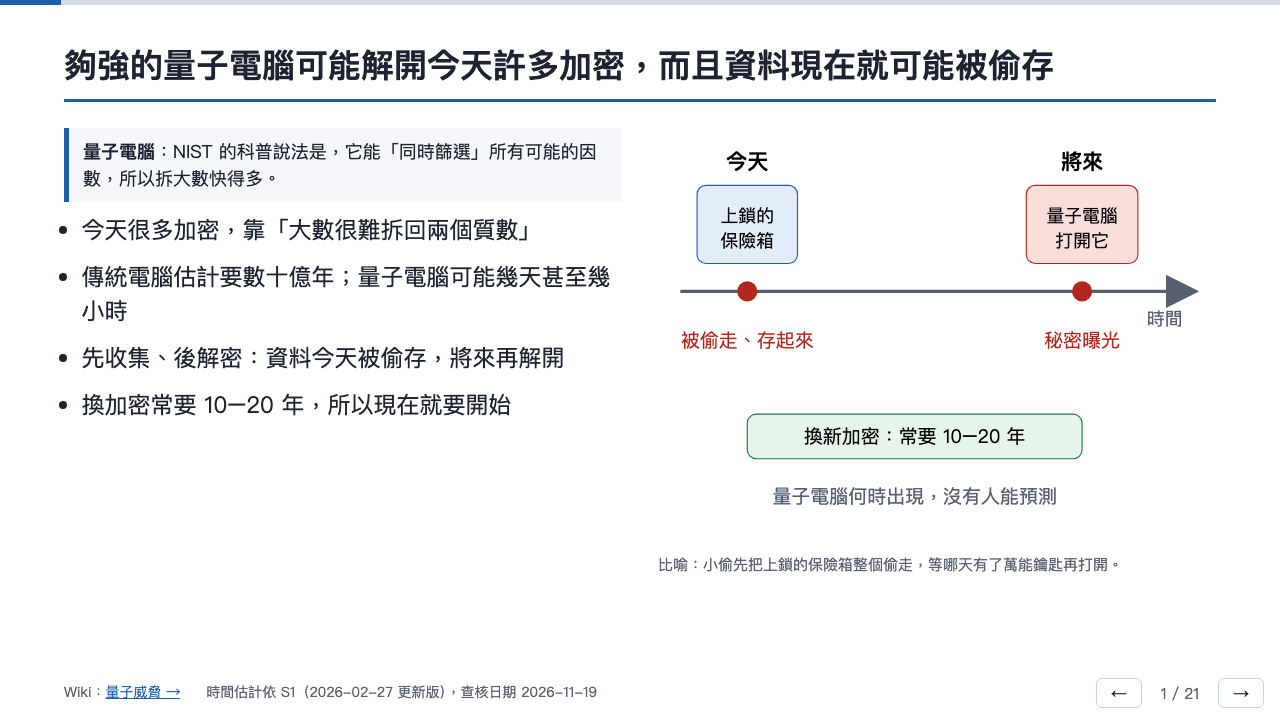 夠強的量子電腦可能解開今天許多加密，而且資料現在就可能被偷存
量子電腦：NIST 的科普說法是，它能「同時篩選」所有可能的因
數，所以拆大數快得多。
• 今天很多加密，靠「大數很難拆回兩個質數」
• 傳統電腦估計要數十億年；量子電腦可能幾天甚至幾
小時
• 先收集、後解密：資料今天被偷存，將來再解開
• 換加密常要 10–20 年，所以現在就要開始
今天
將來
上鎖的
保險箱
量子電腦
打開它
時間
被偷走、存起來
秘密曝光
換新加密：常要 10–20 年
量子電腦何時出現，沒有人能預測
比喻：小偷先把上鎖的保險箱整個偷走，等哪天有了萬能鑰匙再打開。
Wiki：量子威脅 → 時間估計依 S1（2026-02-27 更新版），查核日期 2026-11-19
← 1 / 21 →